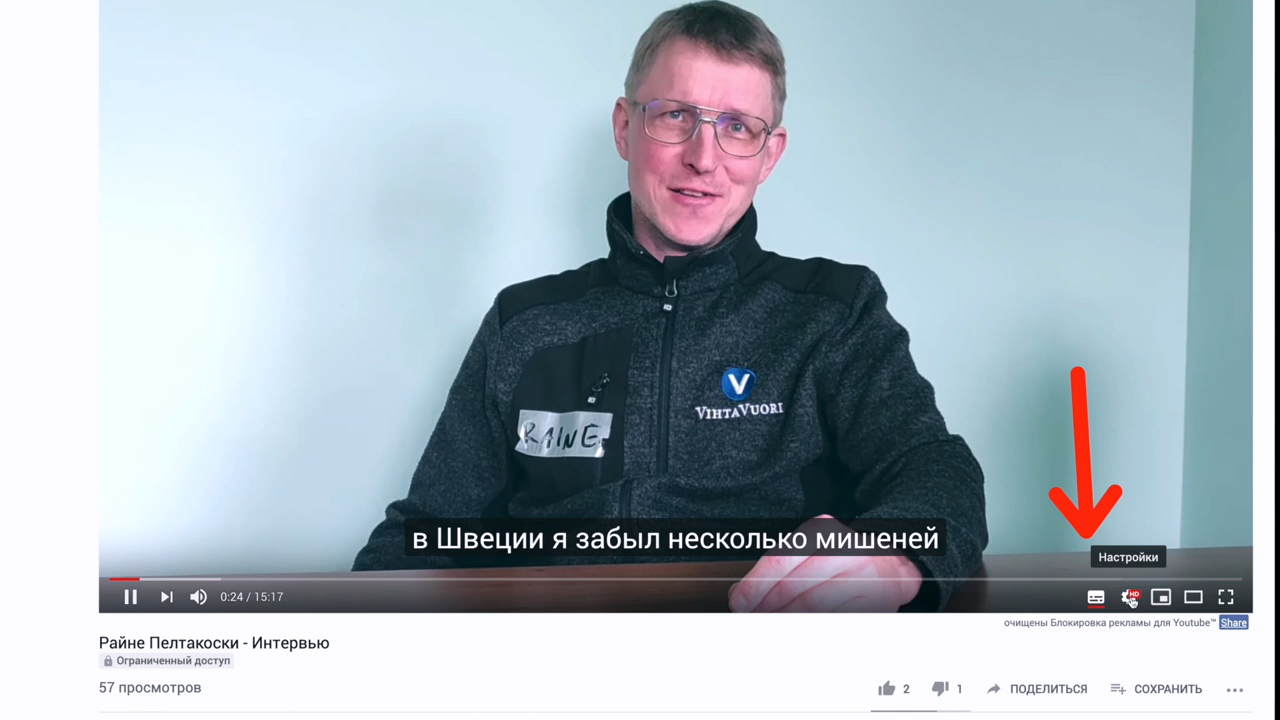 V
VIHTAVUORI
RAINE
в Швеции я забыл несколько мишеней
Настройки
0:24 / 15:17
HD
очищены Блокировка рекламы для Youtube™ Share
Райне Пелтакоски - Интервью
Ограниченный доступ
57 просмотров
2
1
ПОДЕЛИТЬСЯ
СОХРАНИТЬ